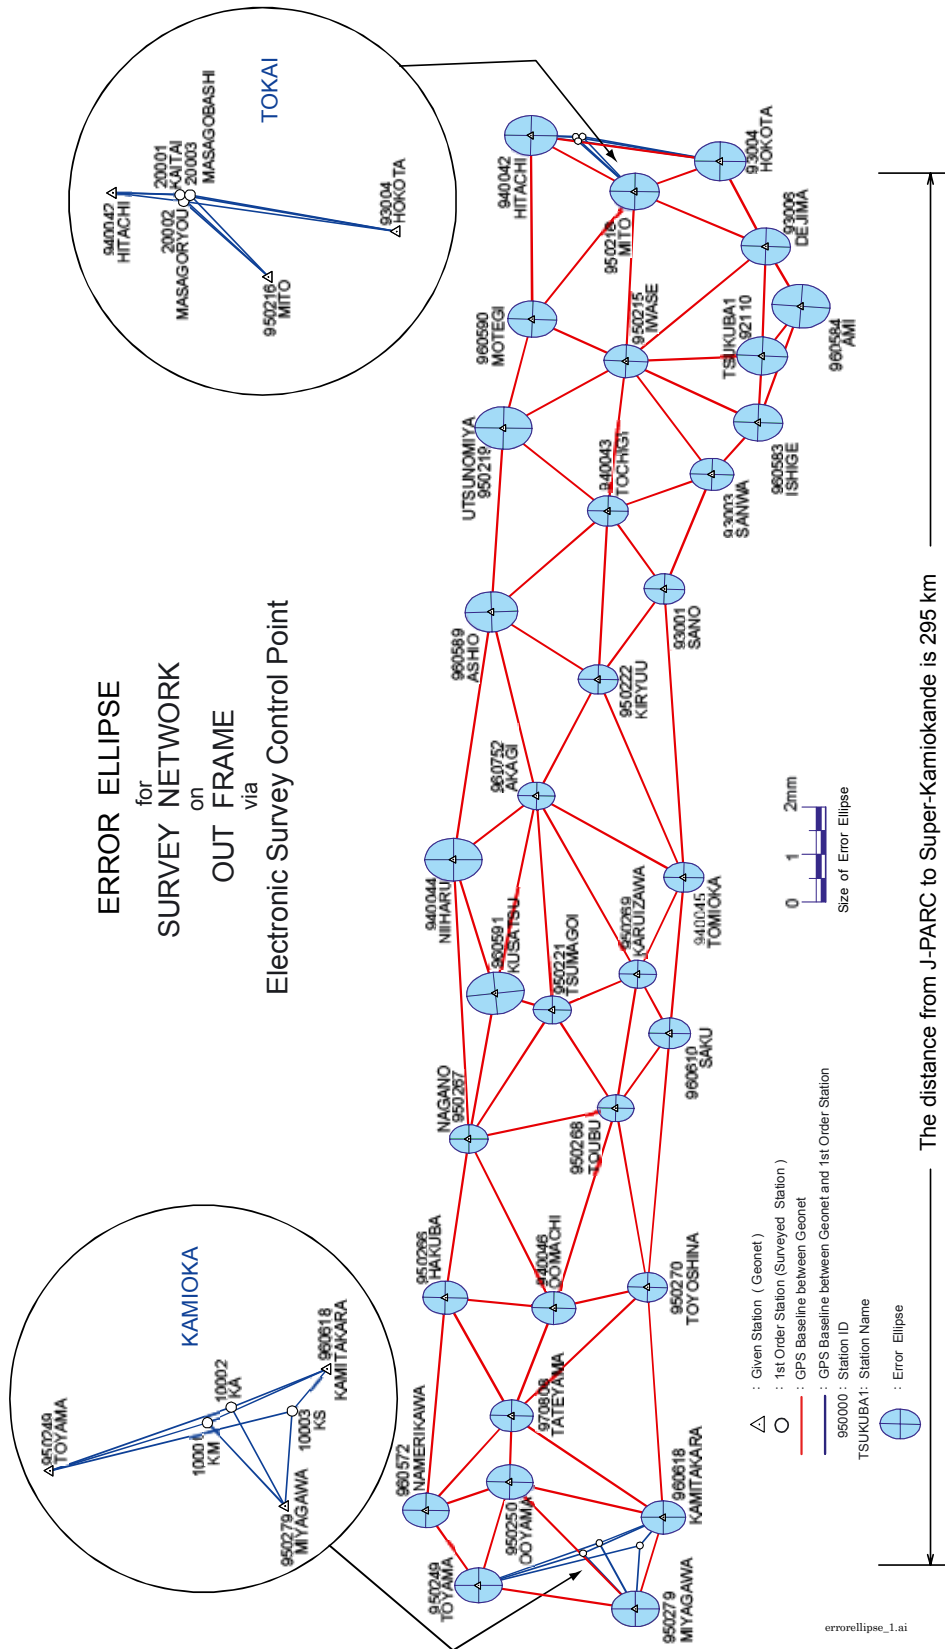 ERROR ELLIPSE
for
SURVEY NETWORK
on
OUT FRAME
via
Electronic Survey Control Point
KAMIOKA
950249
TOYAMA
10001
KM
10002
KA
10003
KS
950279
MIYAGAWA
960618
KAMITAKARA
TOKAI
940042
HITACHI
20001
KAITAI
20002
MASAGORYOU
20003
MASAGOBASHI
950216
MITO
93004
HOKOTA
950249
TOYAMA
960572
NAMERIKAWA
950250
OOYAMA
950279
MIYAGAWA
960618
KAMITAKARA
970808
TATEYAMA
950266
HAKUBA
940046
OOMACHI
950270
TOYOSHINA
NAGANO
950267
950268
TOUBU
960591
KUSATSU
950221
TSUMAGOI
960610
SAKU
950269
KARUIZAWA
940044
NIIHARU
940045
TOMIOKA
960752
AKAGI
950222
KIRYUU
960589
ASHIO
93001
SANO
940043
TOCHIGI
UTSUNOMIYA
950219
93003
SANWA
960583
ISHIGE
960590
MOTEGI
950215
IWASE
TSUKUBA1
92110
960584
AMI
93006
DEJIMA
940042
HITACHI
950216
MITO
93004
HOKOTA
: Given Station ( Geonet )
: 1st Order Station (Surveyed Station )
: GPS Baseline between Geonet
: GPS Baseline between Geonet and 1st Order Station
950000 : Station ID
TSUKUBA1: Station Name
: Error Ellipse
0 1 2mm
Size of Error Ellipse
The distance from J-PARC to Super-Kamiokande is 295 km
errorellipse_1.ai